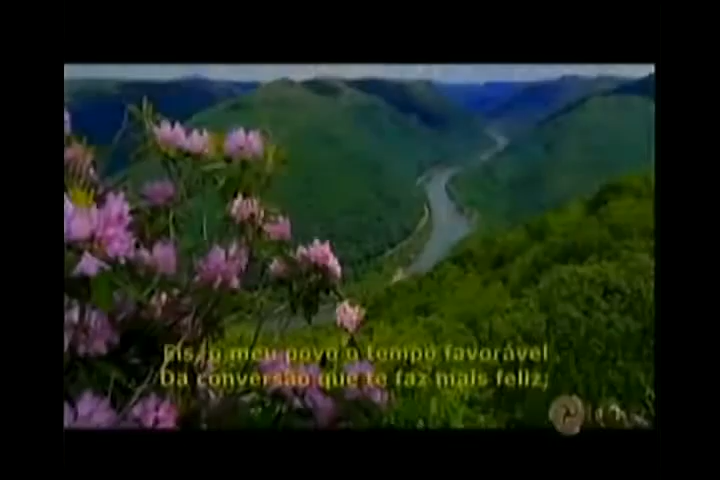 Eis, ó meu povo o tempo favorável
Da conversão que te faz mais feliz;